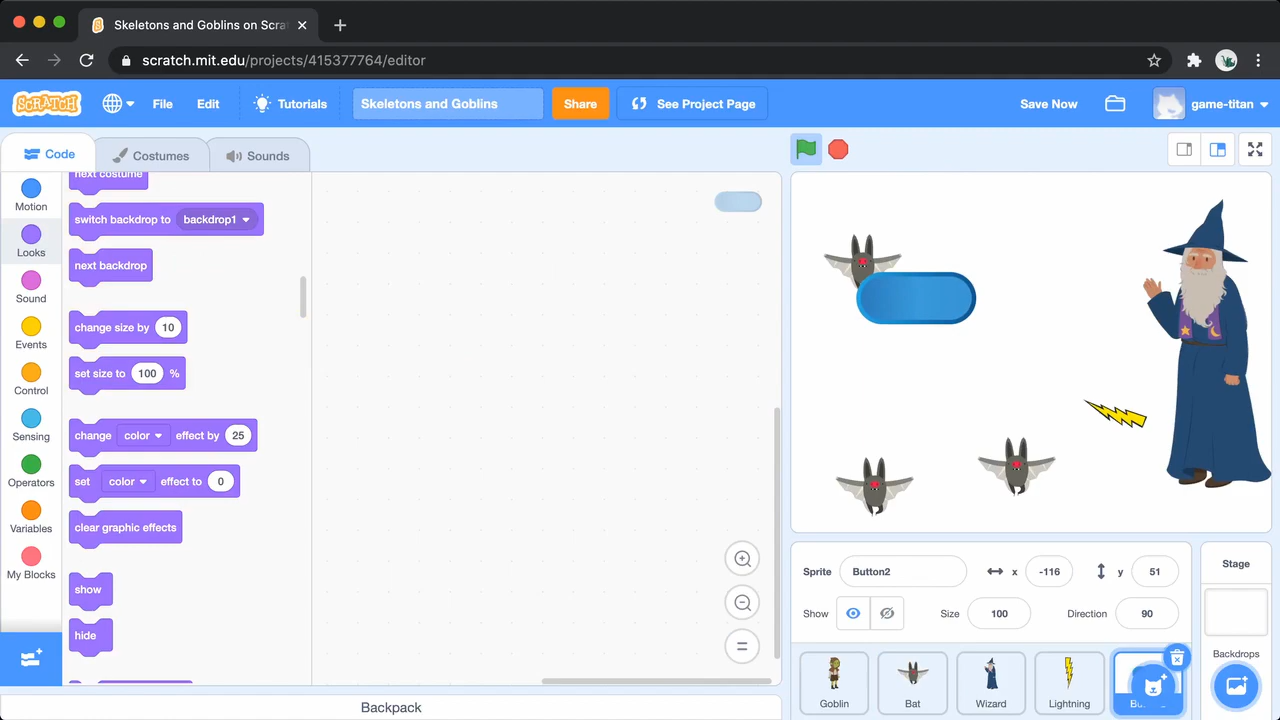 Skeletons and Goblins on Scra
scratch.mit.edu/projects/415377764/editor
SCRATCH
File
Edit
Tutorials
Skeletons and Goblins
Share
See Project Page
Save Now
game-titan
Code
Costumes
Sounds
Motion
Looks
Sound
Events
Control
Sensing
Operators
Variables
My Blocks
next costume
switch backdrop to backdrop1
next backdrop
change size by 10
set size to 100 %
change color effect by 25
set color effect to 0
clear graphic effects
show
hide
Backpack
Sprite Button2 x -116 y 51
Show Size 100 Direction 90
Goblin
Bat
Wizard
Lightning
Stage
Backdrops